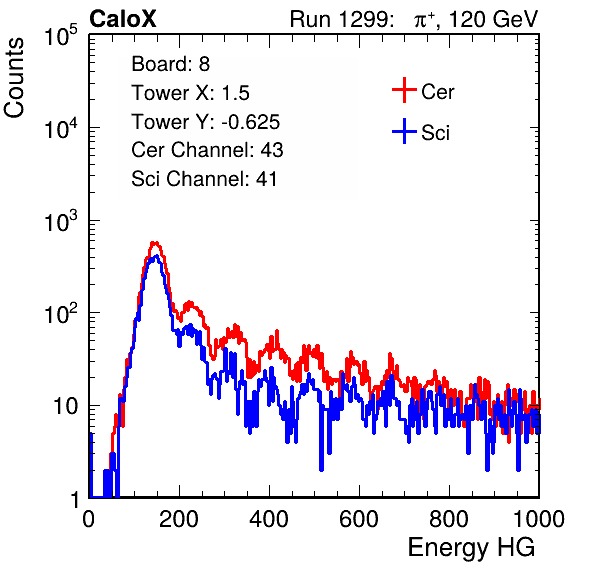 CaloX Run 1299: π⁺, 120 GeV
Counts
10⁵
10⁴
10³
10²
10
1
Board: 8
Tower X: 1.5
Tower Y: -0.625
Cer Channel: 43
Sci Channel: 41
Cer
Sci
0 200 400 600 800 1000
Energy HG